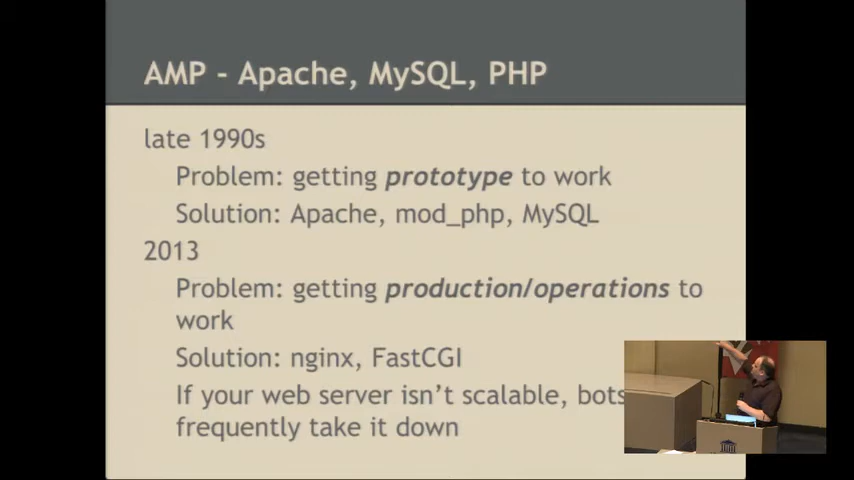 AMP - Apache, MySQL, PHP
late 1990s
Problem: getting prototype to work
Solution: Apache, mod_php, MySQL
2013
Problem: getting production/operations to
work
Solution: nginx, FastCGI
If your web server isn't scalable, bots
frequently take it down